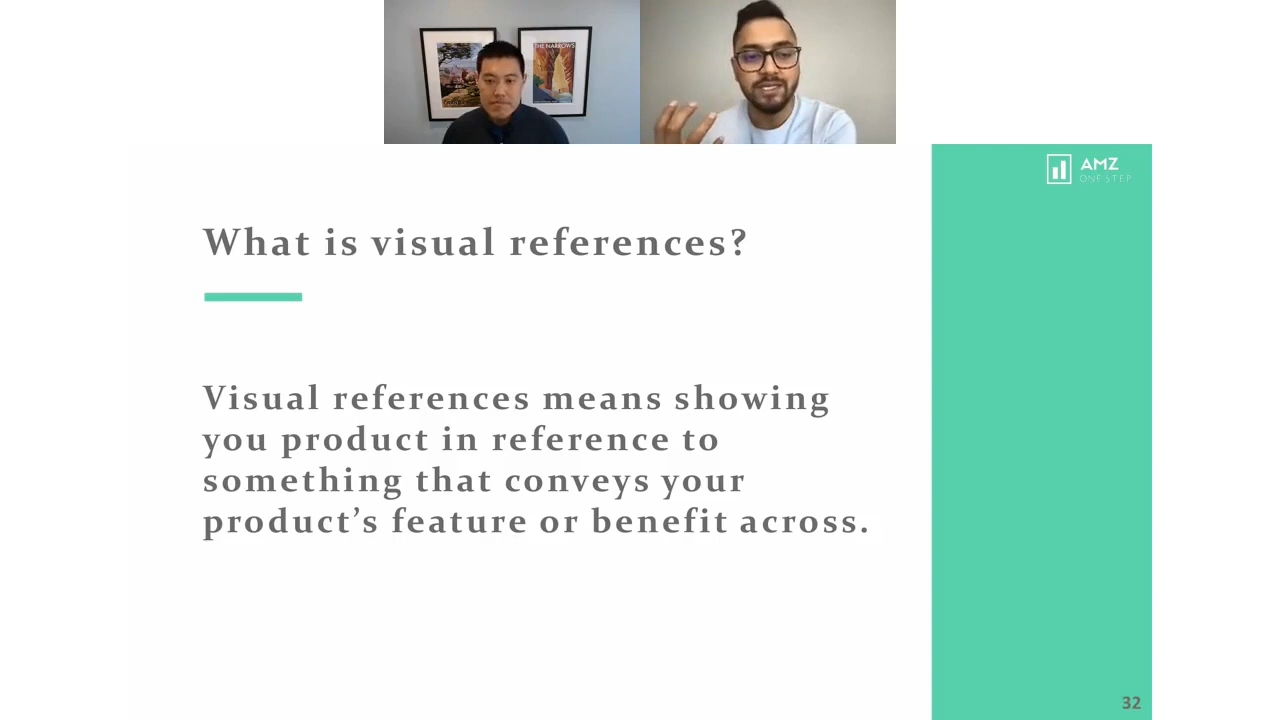 THE NARROWS
AMZ
ONE STEP
What is visual references?
Visual references means showing
you product in reference to
something that conveys your
product’s feature or benefit across.
32